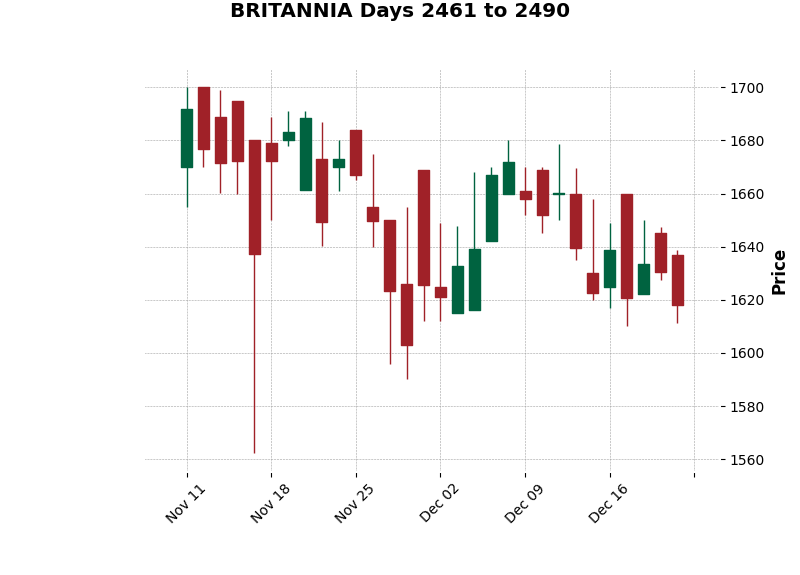 BRITANNIA Days 2461 to 2490
1700
1680
1660
1640
1620
1600
1580
1560
Price
Nov 11
Nov 18
Nov 25
Dec 02
Dec 09
Dec 16